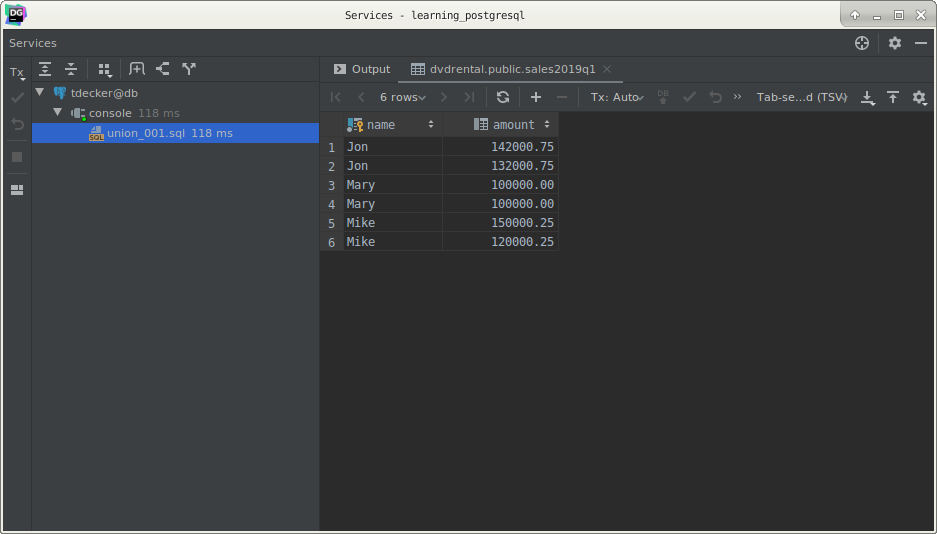 DG
Services - learning_postgresql
Services
Tx
Output
dvdrental.public.sales2019q1
6 rows
DB
Tx: Auto
Tab-se...d (TSV)
tdecker@db
console 118 ms
SQL
union_001.sql 118 ms
name amount
1 Jon 142000.75
2 Jon 132000.75
3 Mary 100000.00
4 Mary 100000.00
5 Mike 150000.25
6 Mike 120000.25